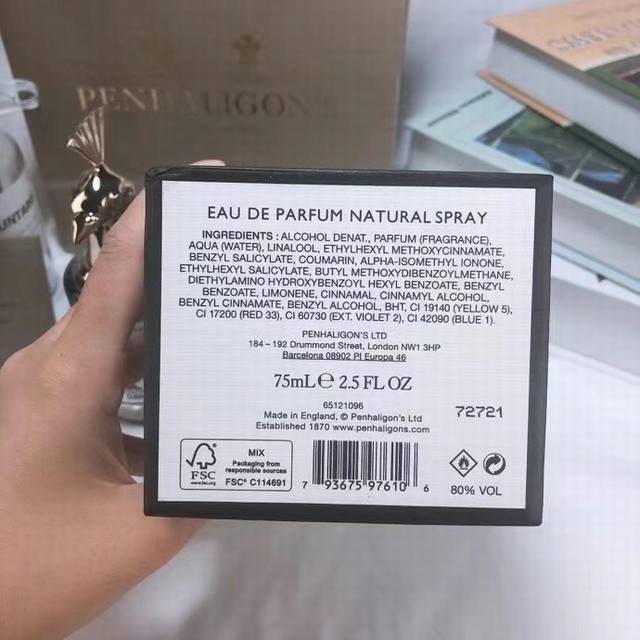 PENHALIGON'S
EAU DE PARFUM NATURAL SPRAY
INGREDIENTS : ALCOHOL DENAT., PARFUM (FRAGRANCE),
AQUA (WATER), LINALOOL, ETHYLHEXYL METHOXYCINNAMATE,
BENZYL SALICYLATE, COUMARIN, ALPHA-ISOMETHYL IONONE,
ETHYLHEXYL SALICYLATE, BUTYL METHOXYDIBENZOYLMETHANE,
DIETHYLAMINO HYDROXYBENZOYL HEXYL BENZOATE, BENZYL
BENZOATE, LIMONENE, CINNAMAL, CINNAMYL ALCOHOL,
BENZYL CINNAMATE, BENZYL ALCOHOL, BHT, CI 19140 (YELLOW 5),
CI 17200 (RED 33), CI 60730 (EXT. VIOLET 2), CI 42090 (BLUE 1).
PENHALIGON'S LTD
184 – 192 Drummond Street, London NW1 3HP
Barcelona 08902 Pl Europa 46
75mL e 2.5 FL OZ
65121096
Made in England, © Penhaligon's Ltd
Established 1870 www.penhaligons.com
72721
FSC
www.fsc.org
MIX
Packaging from
responsible sources
FSC® C114691
7 93675 97610 6
80% VOL